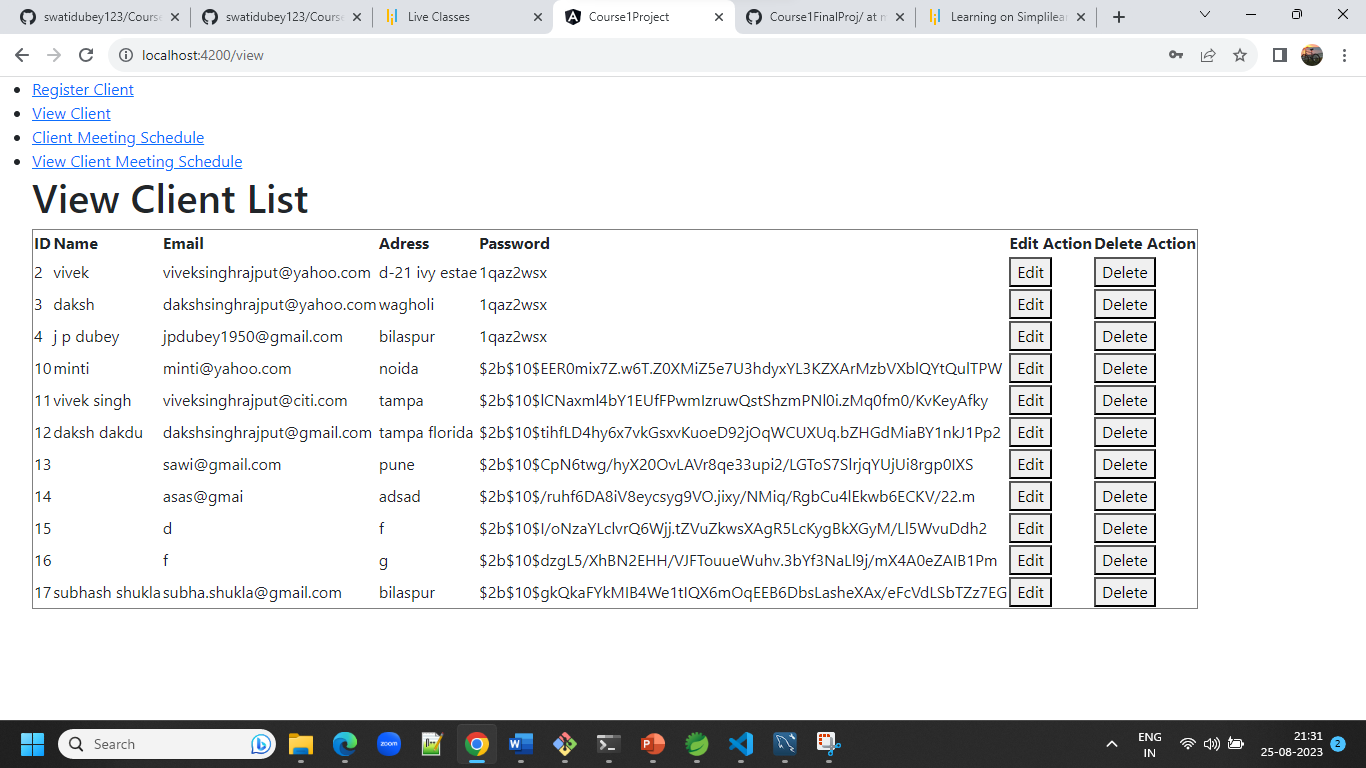 swatidubey123/Course
swatidubey123/Course
Live Classes
Course1Project
Course1FinalProj/ at m
Learning on Simplilear
localhost:4200/view
Register Client
View Client
Client Meeting Schedule
View Client Meeting Schedule
View Client List
ID Name Email Adress Password Edit Action Delete Action
2 vivek viveksinghrajput@yahoo.com d-21 ivy estae 1qaz2wsx Edit Delete
3 daksh dakshsinghrajput@yahoo.com wagholi 1qaz2wsx Edit Delete
4 j p dubey jpdubey1950@gmail.com bilaspur 1qaz2wsx Edit Delete
10 minti minti@yahoo.com noida $2b$10$EER0mix7Z.w6T.Z0XMiZ5e7U3hdyxYL3KZXArMzbVXblQYtQulTPW Edit Delete
11 vivek singh viveksinghrajput@citi.com tampa $2b$10$lCNaxml4bY1EUfFPwmIzruwQstShzmPNl0i.zMq0fm0/KvKeyAfky Edit Delete
12 daksh dakdu dakshsinghrajput@gmail.com tampa florida $2b$10$tihfLD4hy6x7vkGsxvKuoeD92jOqWCUXUq.bZHGdMiaBY1nkJ1Pp2 Edit Delete
13 sawi@gmail.com pune $2b$10$CpN6twg/hyX20OvLAVr8qe33upi2/LGToS7SlrjqYUjUi8rgp0IXS Edit Delete
14 asas@gmai adsad $2b$10$/ruhf6DA8iV8eycsyg9VO.jixy/NMiq/RgbCu4lEkwb6ECKV/22.m Edit Delete
15 d f $2b$10$I/oNzaYLclvrQ6Wjj.tZVuZkwsXAgR5LcKygBkXGyM/Ll5WvuDdh2 Edit Delete
16 f g $2b$10$dzgL5/XhBN2EHH/VJFTouueWuhv.3bYf3NaLl9j/mX4A0eZAIB1Pm Edit Delete
17 subhash shukla subha.shukla@gmail.com bilaspur $2b$10$gkQkaFYkMIB4We1tIQX6mOqEEB6DbsLasheXAx/eFcVdLSbTZz7EG Edit Delete
Search
zoom
ENG
IN
21:31
25-08-2023
2